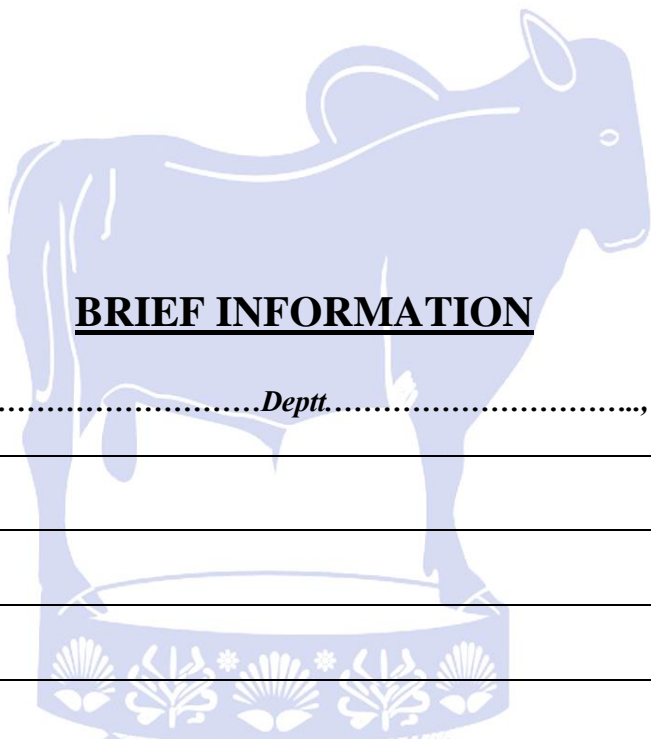 BRIEF INFORMATION
……………………….Deptt…………………………..,